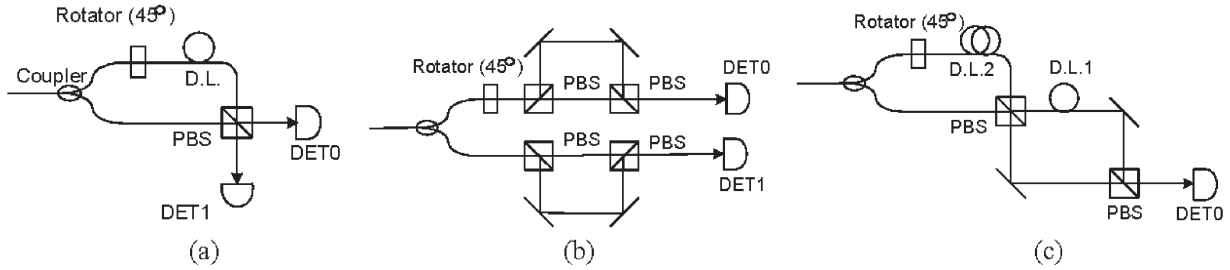 Rotator (45°)
Coupler
D.L.
PBS
DET0
DET1
(a)
Rotator (45°)
PBS
PBS
DET0
PBS
PBS
DET1
(b)
Rotator (45°)
D.L.2
D.L.1
PBS
PBS
DET0
(c)